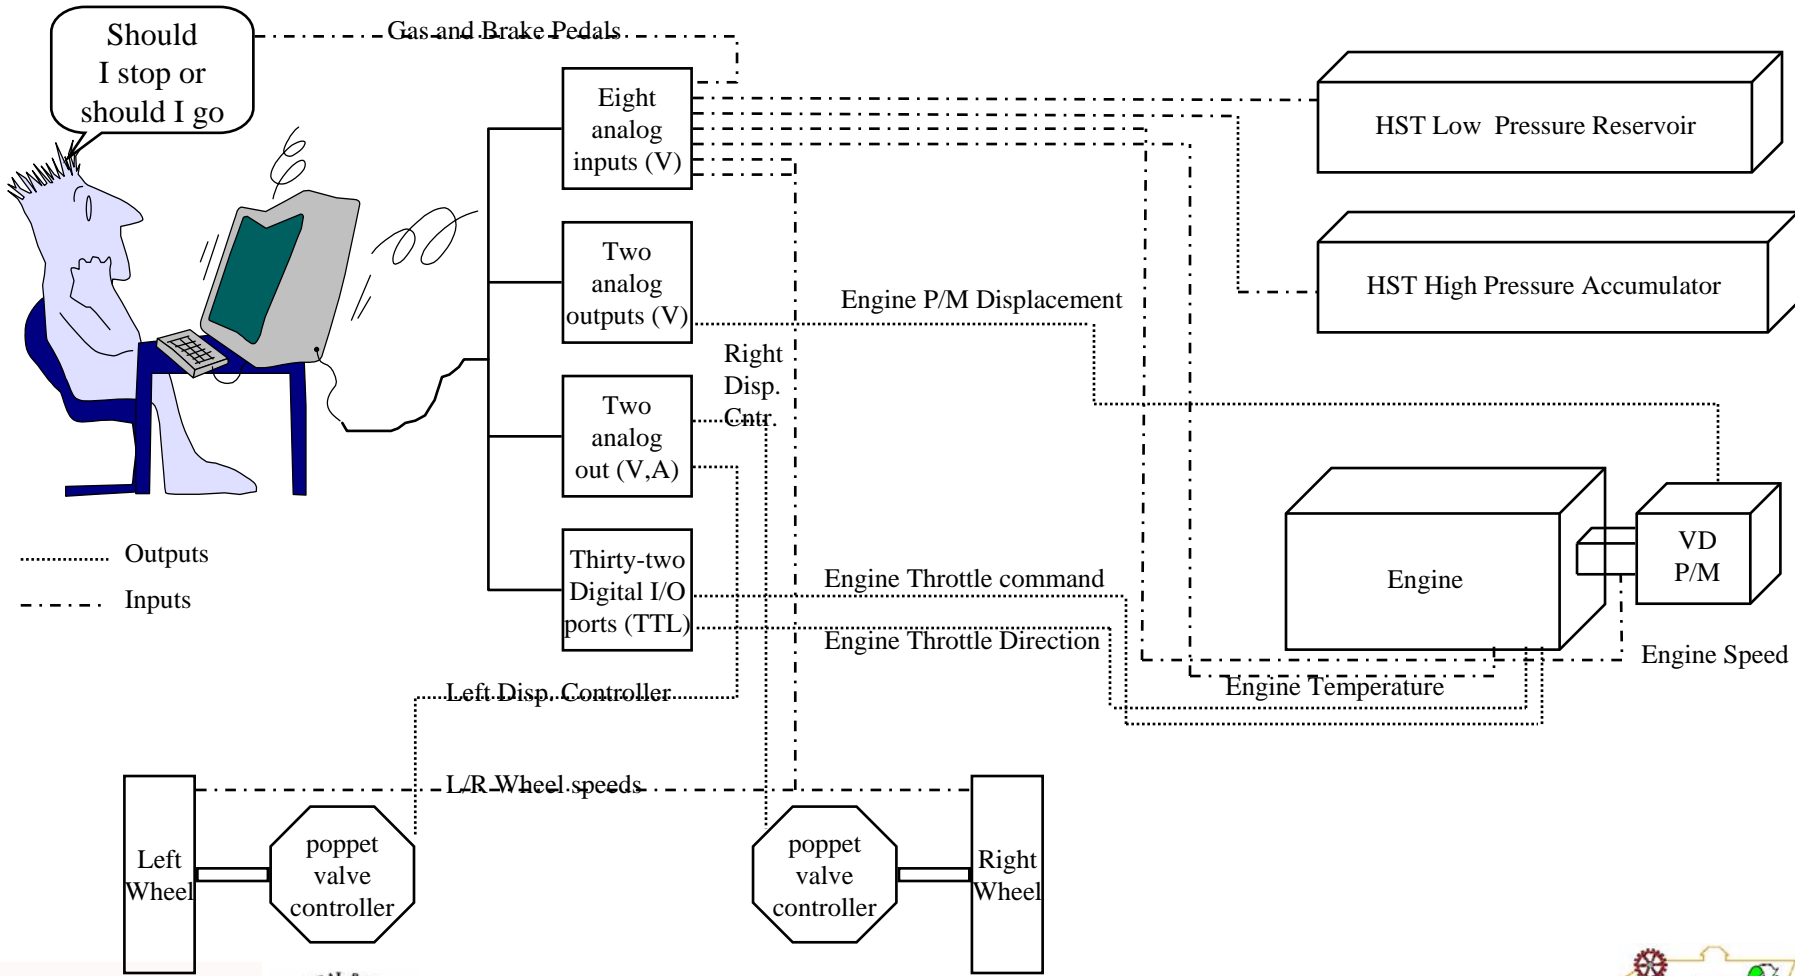 Should
I stop or
should I go
Gas and Brake Pedals
Eight
analog
inputs (V)
HST Low Pressure Reservoir
HST High Pressure Accumulator
Two
analog
outputs (V)
Engine P/M Displacement
Right
Disp.
Cntr.
Two
analog
out (V,A)
Outputs
Inputs
Thirty-two
Digital I/O
ports (TTL)
Engine Throttle command
Engine Throttle Direction
Engine
VD
P/M
Engine Speed
Engine Temperature
Left Disp. Controller
L/R Wheel speeds
Left
Wheel
poppet
valve
controller
poppet
valve
controller
Right
Wheel